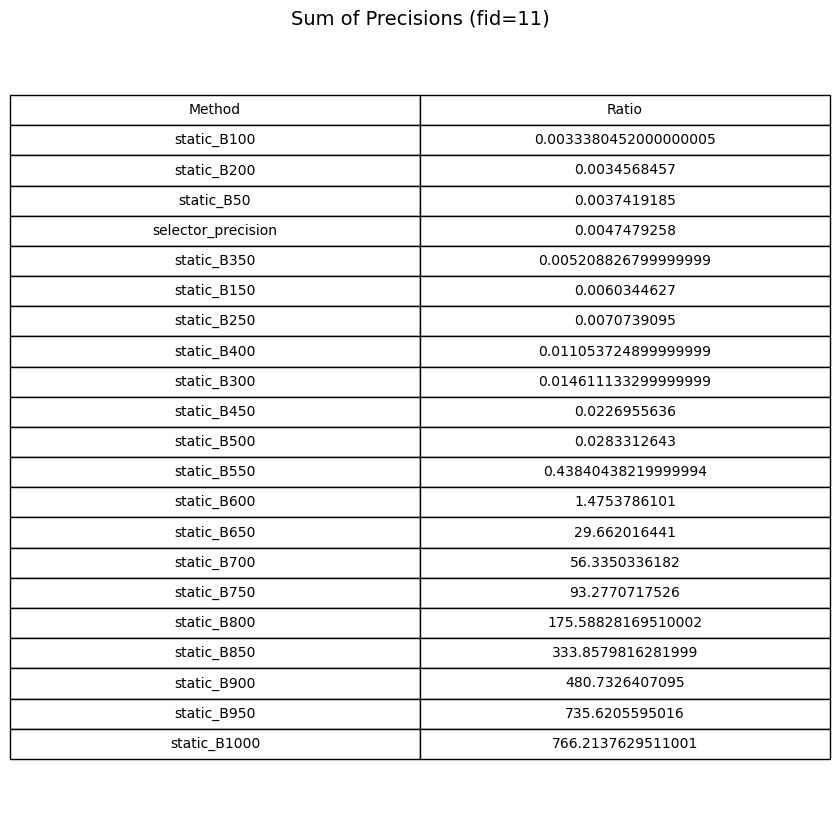 Sum of Precisions (fid=11)
Method Ratio
static_B100 0.0033380452000000005
static_B200 0.0034568457
static_B50 0.0037419185
selector_precision 0.0047479258
static_B350 0.005208826799999999
static_B150 0.0060344627
static_B250 0.0070739095
static_B400 0.011053724899999999
static_B300 0.014611133299999999
static_B450 0.0226955636
static_B500 0.0283312643
static_B550 0.43840438219999994
static_B600 1.4753786101
static_B650 29.662016441
static_B700 56.3350336182
static_B750 93.2770717526
static_B800 175.58828169510002
static_B850 333.8579816281999
static_B900 480.7326407095
static_B950 735.6205595016
static_B1000 766.2137629511001